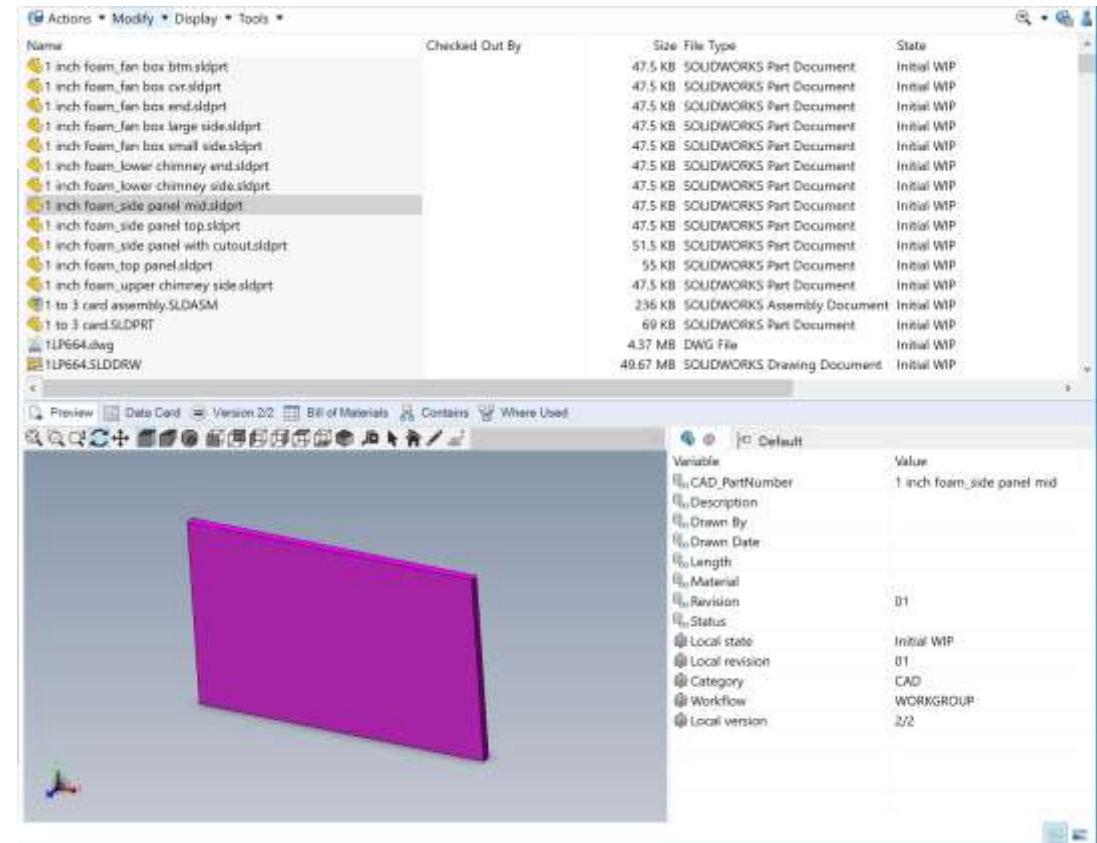 Actions Modify Display Tools
Name Checked Out By Size File Type State
1 inch foam_fan box btm.sldprt 47.5 KB SOLIDWORKS Part Document Initial WIP
1 inch foam_fan box cvr.sldprt 47.5 KB SOLIDWORKS Part Document Initial WIP
1 inch foam_fan box end.sldprt 47.5 KB SOLIDWORKS Part Document Initial WIP
1 inch foam_fan box large side.sldprt 47.5 KB SOLIDWORKS Part Document Initial WIP
1 inch foam_fan box small side.sldprt 47.5 KB SOLIDWORKS Part Document Initial WIP
1 inch foam_lower chimney end.sldprt 47.5 KB SOLIDWORKS Part Document Initial WIP
1 inch foam_lower chimney side.sldprt 47.5 KB SOLIDWORKS Part Document Initial WIP
1 inch foam_side panel mid.sldprt 47.5 KB SOLIDWORKS Part Document Initial WIP
1 inch foam_side panel top.sldprt 47.5 KB SOLIDWORKS Part Document Initial WIP
1 inch foam_side panel with cutout.sldprt 51.5 KB SOLIDWORKS Part Document Initial WIP
1 inch foam_top panel.sldprt 55 KB SOLIDWORKS Part Document Initial WIP
1 inch foam_upper chimney side.sldprt 47.5 KB SOLIDWORKS Part Document Initial WIP
1 to 3 card assembly.SLDASM 236 KB SOLIDWORKS Assembly Document Initial WIP
1 to 3 card.SLDPRT 69 KB SOLIDWORKS Part Document Initial WIP
1LP664.dwg 4.37 MB DWG File Initial WIP
1LP664.SLDDRW 49.67 MB SOLIDWORKS Drawing Document Initial WIP
Preview Data Card Version 2/2 Bill of Materials Contains Where Used
Default
Variable Value
CAD_PartNumber 1 inch foam_side panel mid
Description
Drawn By
Drawn Date
Length
Material
Revision 01
Status
Local state Initial WIP
Local revision 01
Category CAD
Workflow WORKGROUP
Local version 2/2